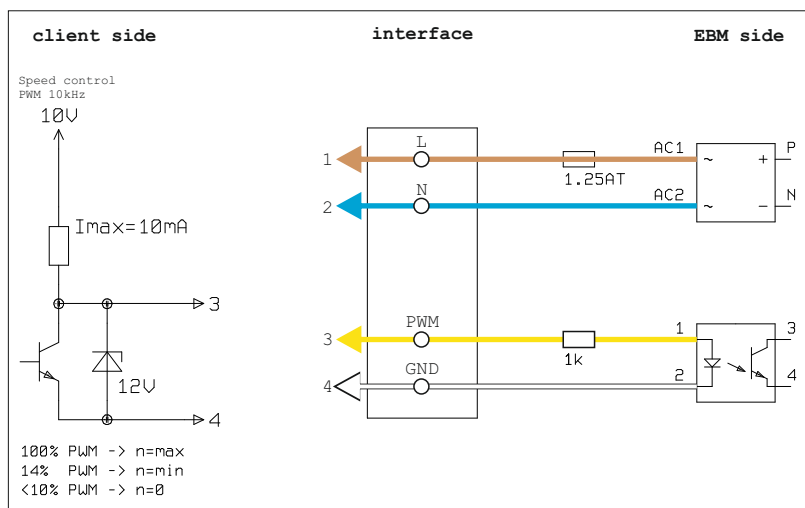 client side
interface
EBM side
Speed control
PWM 10kHz
10V
Imax=10mA
3
12V
4
100% PWM -> n=max
14% PWM -> n=min
<10% PWM -> n=0
1
L
1.25AT
AC1
~
+
P
2
N
AC2
~
−
N
3
PWM
1k
1
3
4
GND
2
4